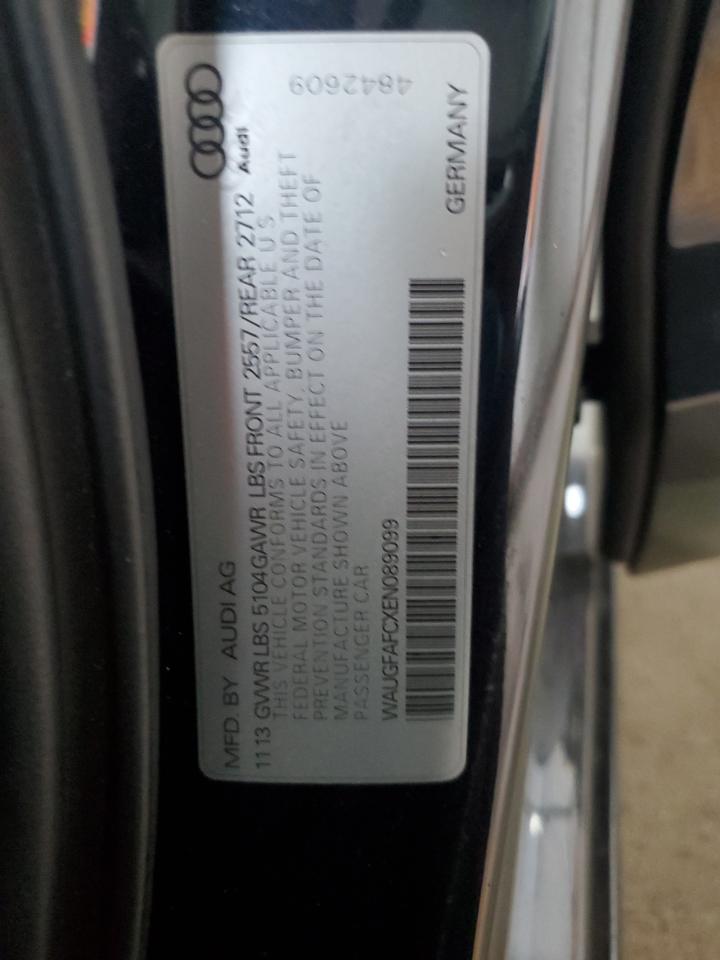 MFD. BY AUDI AG
Audi
11 13 GVWR LBS 5104 GAWR LBS FRONT 2557/REAR 2712
THIS VEHICLE CONFORMS TO ALL APPLICABLE U S
FEDERAL MOTOR VEHICLE SAFETY, BUMPER AND THEFT
PREVENTION STANDARDS IN EFFECT ON THE DATE OF
MANUFACTURE SHOWN ABOVE
PASSENGER CAR
WAUGFAFCXEN089099
GERMANY
4842609